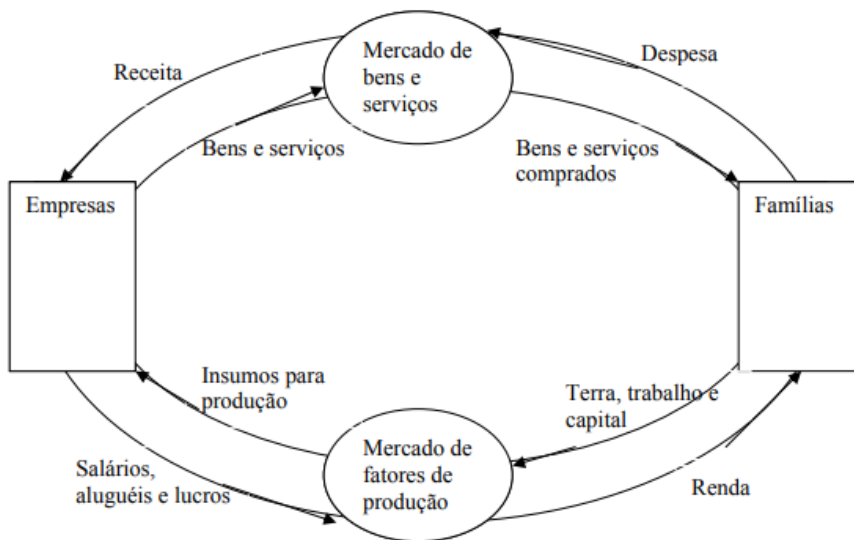 Mercado de
bens e
serviços
Despesa
Receita
Bens e serviços
Bens e serviços
comprados
Empresas
Famílias
Insumos para
produção
Terra, trabalho e
capital
Mercado de
fatores de
produção
Salários,
aluguéis e lucros
Renda